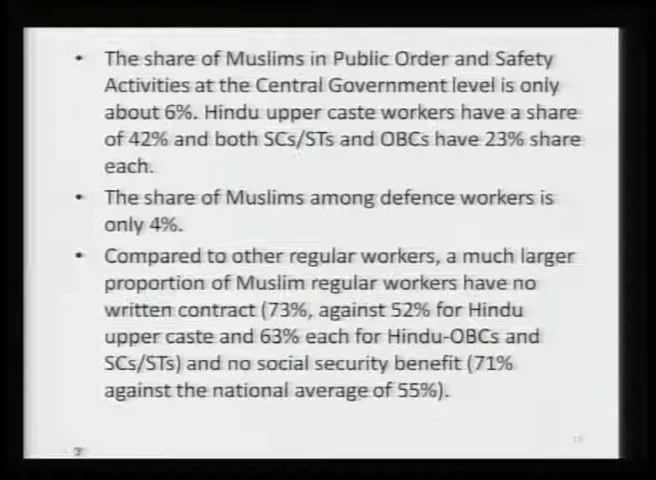 • The share of Muslims in Public Order and Safety
Activities at the Central Government level is only
about 6%. Hindu upper caste workers have a share
of 42% and both SCs/STs and OBCs have 23% share
each.
• The share of Muslims among defence workers is
only 4%.
• Compared to other regular workers, a much larger
proportion of Muslim regular workers have no
written contract (73%, against 52% for Hindu
upper caste and 63% each for Hindu-OBCs and
SCs/STs) and no social security benefit (71%
against the national average of 55%).